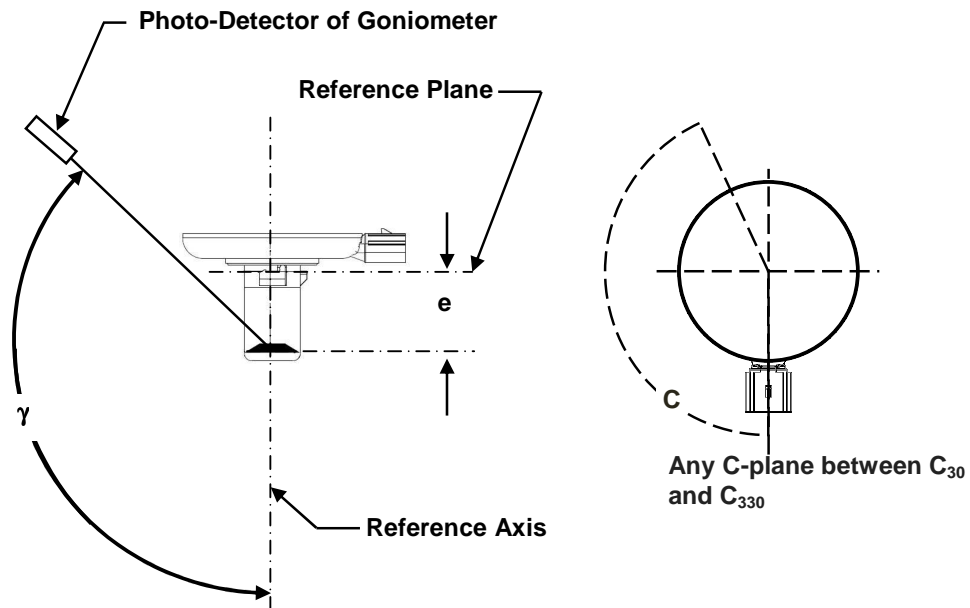 Photo-Detector of Goniometer
Reference Plane
e
γ
C
Any C-plane between C₃₀
and C₃₃₀
Reference Axis